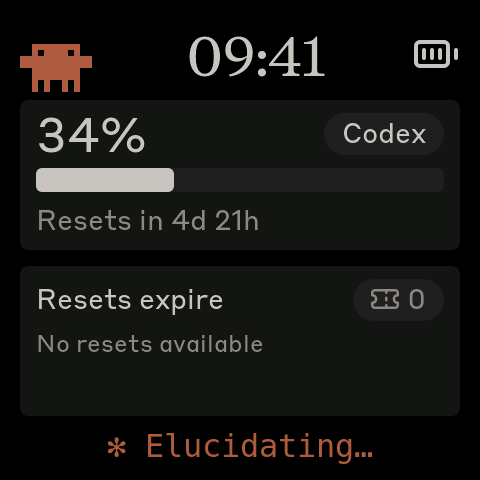 09:41
34%
Codex
Resets in 4d 21h
Resets expire
0
No resets available
✻ Elucidating…